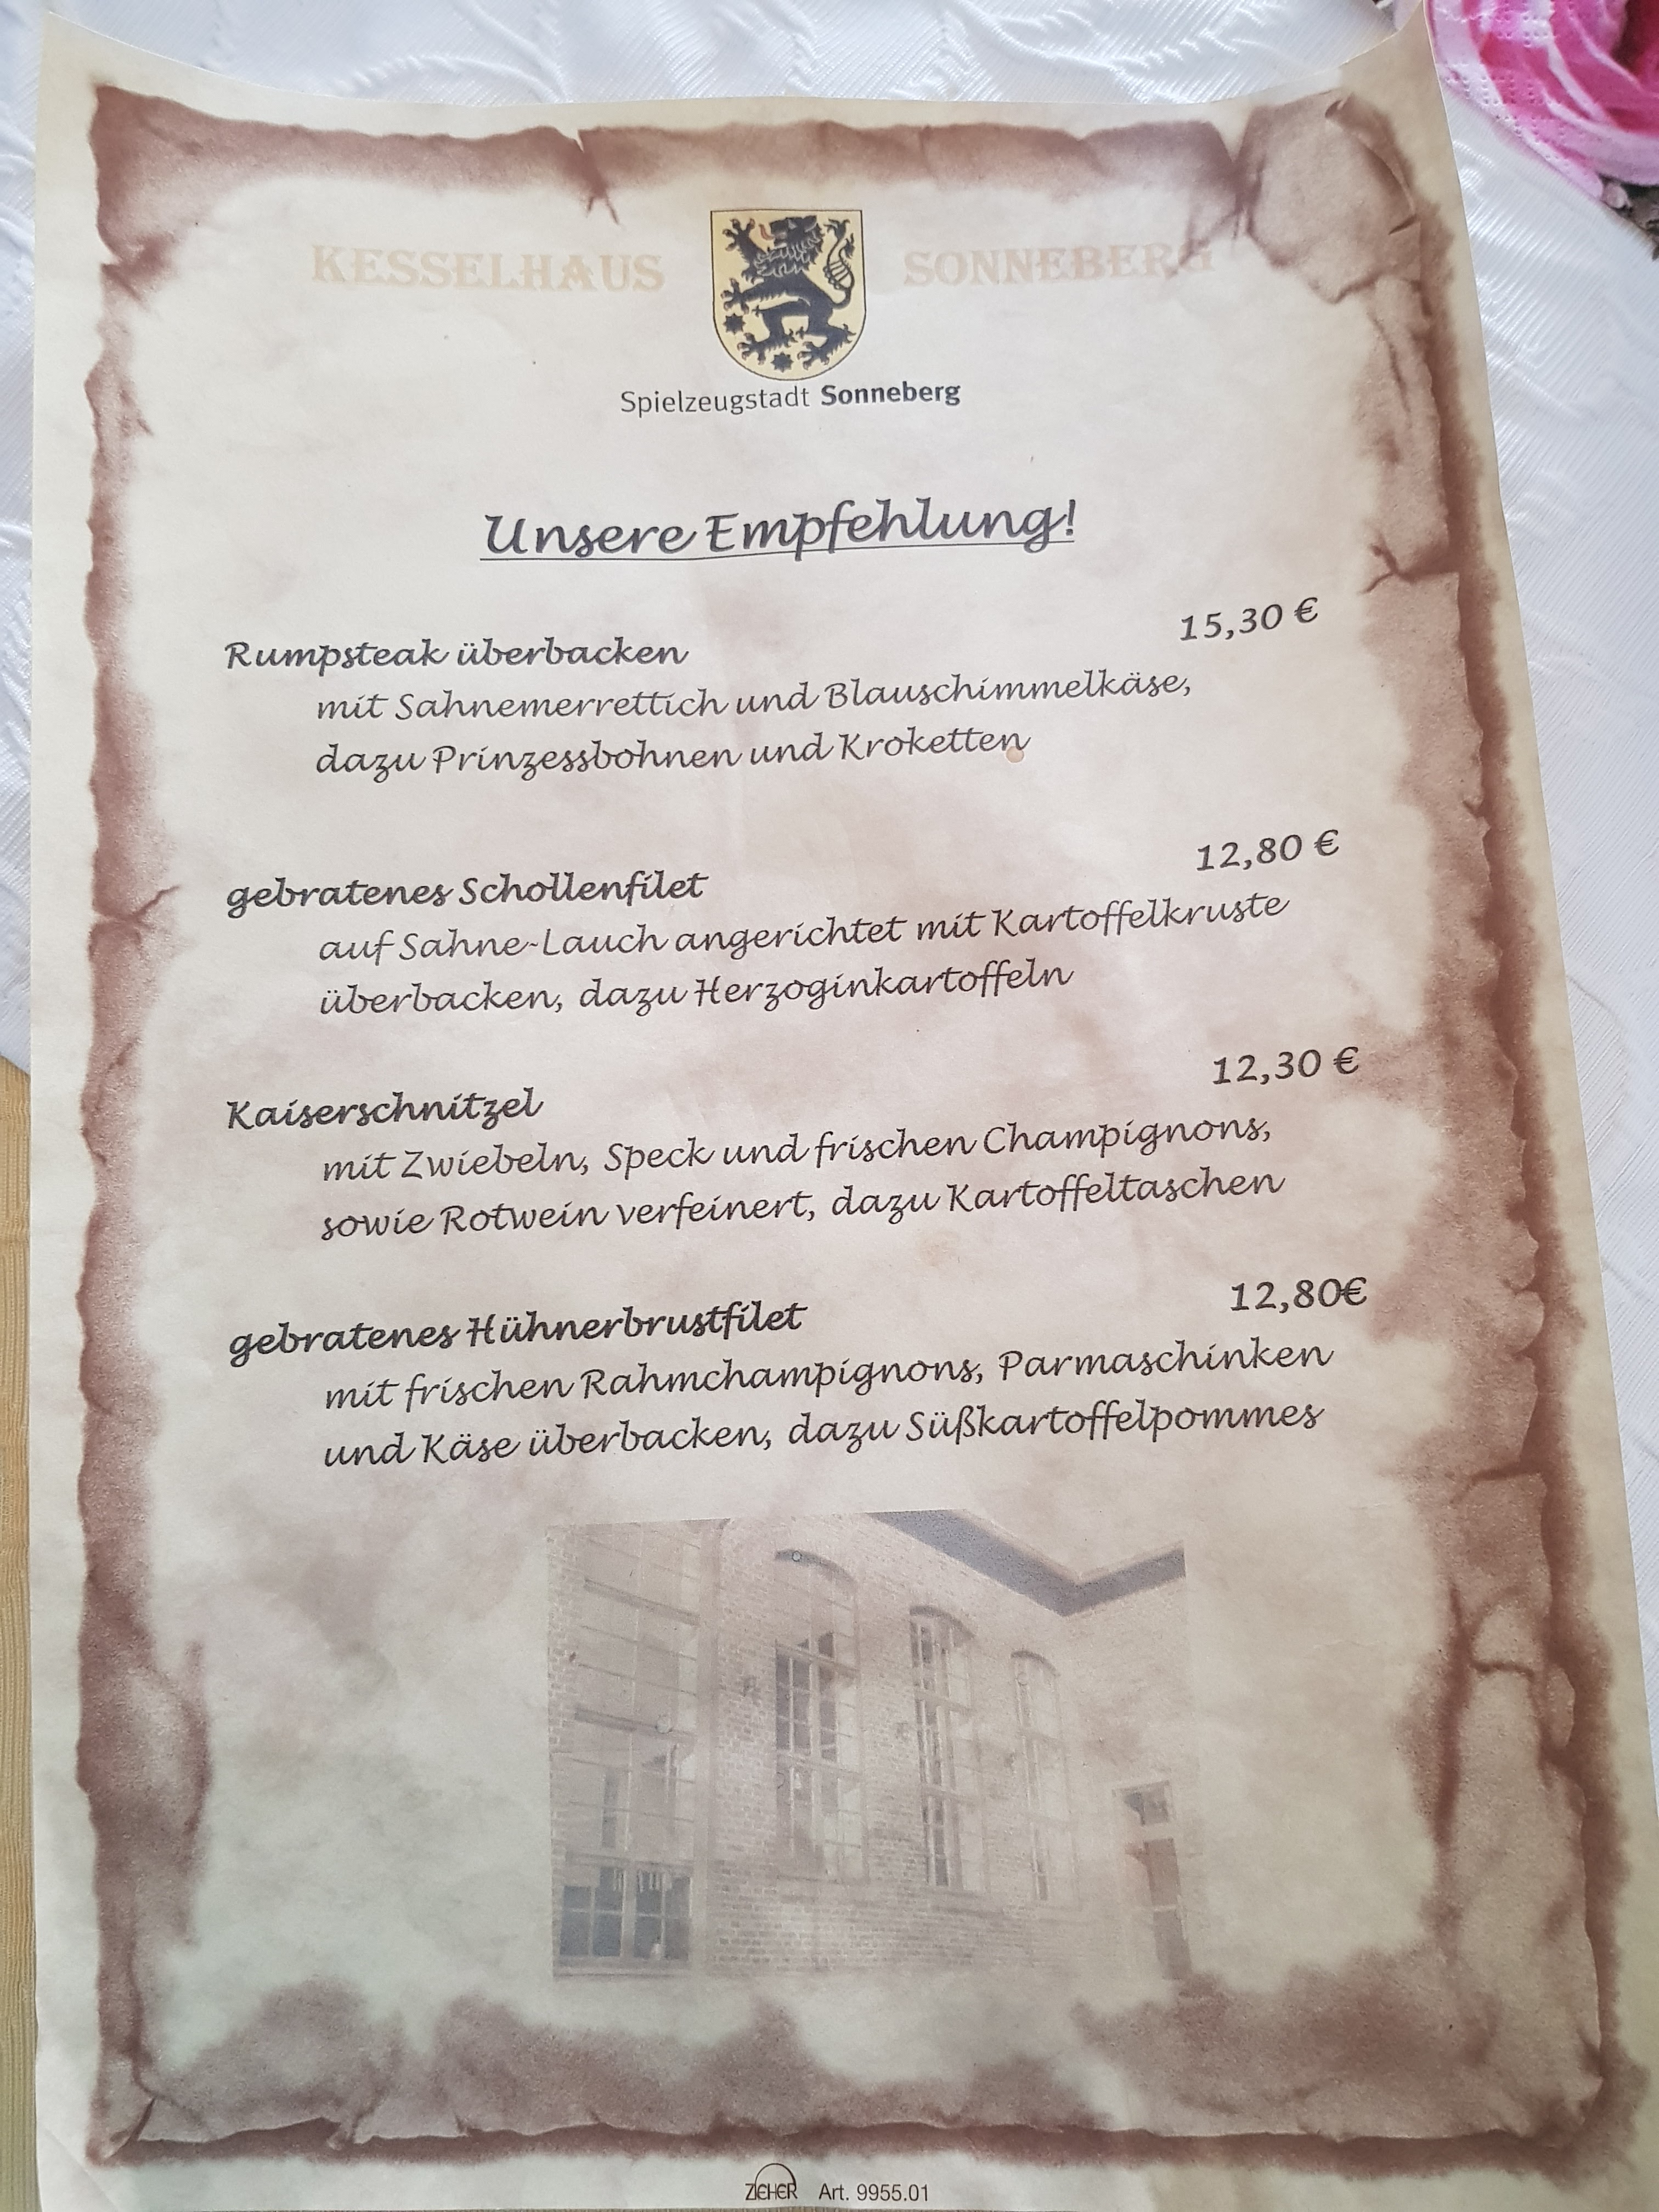 KESSELHAUS SONNEBERG
Spielzeugstadt Sonneberg
Unsere Empfehlung!
Rumpsteak überbacken 15,30 €
mit Sahnemerrettich und Blauschimmelkäse,
dazu Prinzessbohnen und Kroketten
gebratenes Schollenfilet 12,80 €
auf Sahne-Lauch angerichtet mit Kartoffelkruste
überbacken, dazu Herzoginkartoffeln
Kaiserschnitzel 12,30 €
mit Zwiebeln, Speck und frischen Champignons,
sowie Rotwein verfeinert, dazu Kartoffeltaschen
gebratenes Hühnerbrustfilet 12,80€
mit frischen Rahmchampignons, Parmaschinken
und Käse überbacken, dazu Süßkartoffelpommes
ZIEHER Art. 9955.01